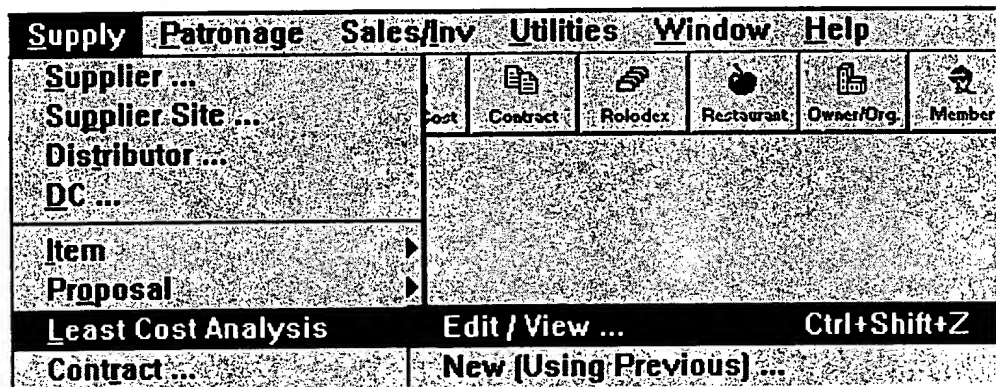 Supply Patronage Sales/Inv Utilities Window Help
Supplier ...
Supplier Site ...
Distributor ...
DC ...
Cost Contract Rolodex Restaurant Owner/Org. Member
Item
Proposal
Least Cost Analysis Edit / View ... Ctrl+Shift+Z
Contract ... New (Using Previous) ...